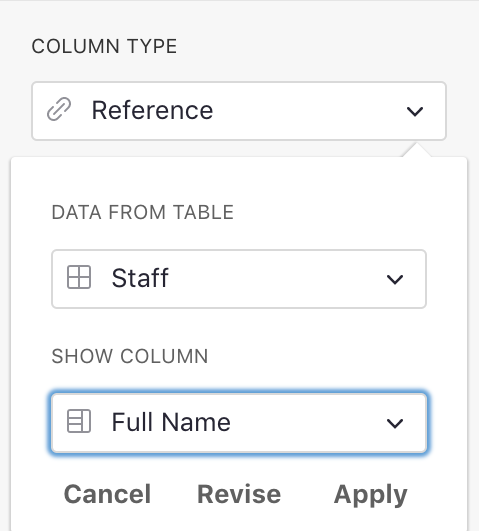 COLUMN TYPE
Reference
DATA FROM TABLE
Staff
SHOW COLUMN
Full Name
Cancel Revise Apply